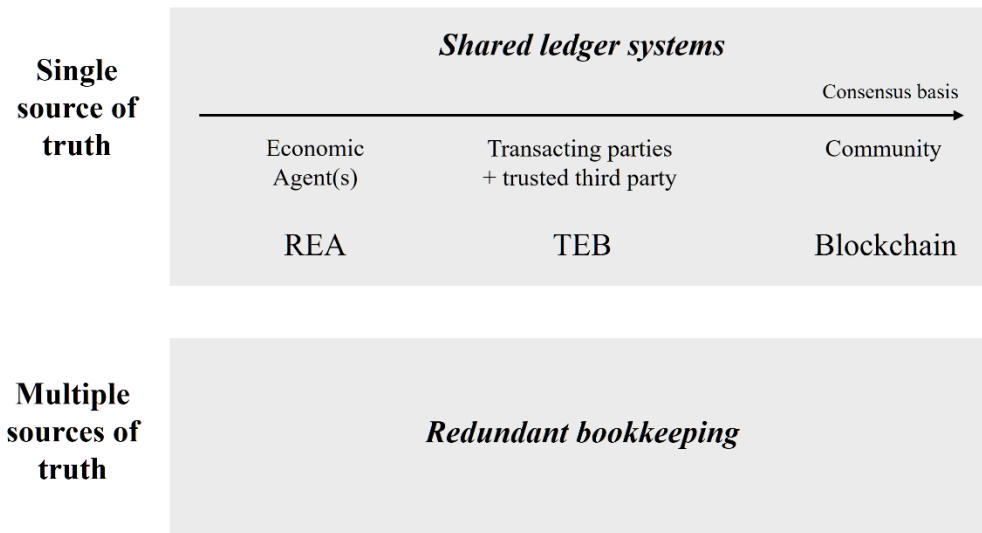 Single
source of
truth
Shared ledger systems
Consensus basis
Economic
Agent(s)
Transacting parties
+ trusted third party
Community
REA
TEB
Blockchain
Multiple
sources of
truth
Redundant bookkeeping